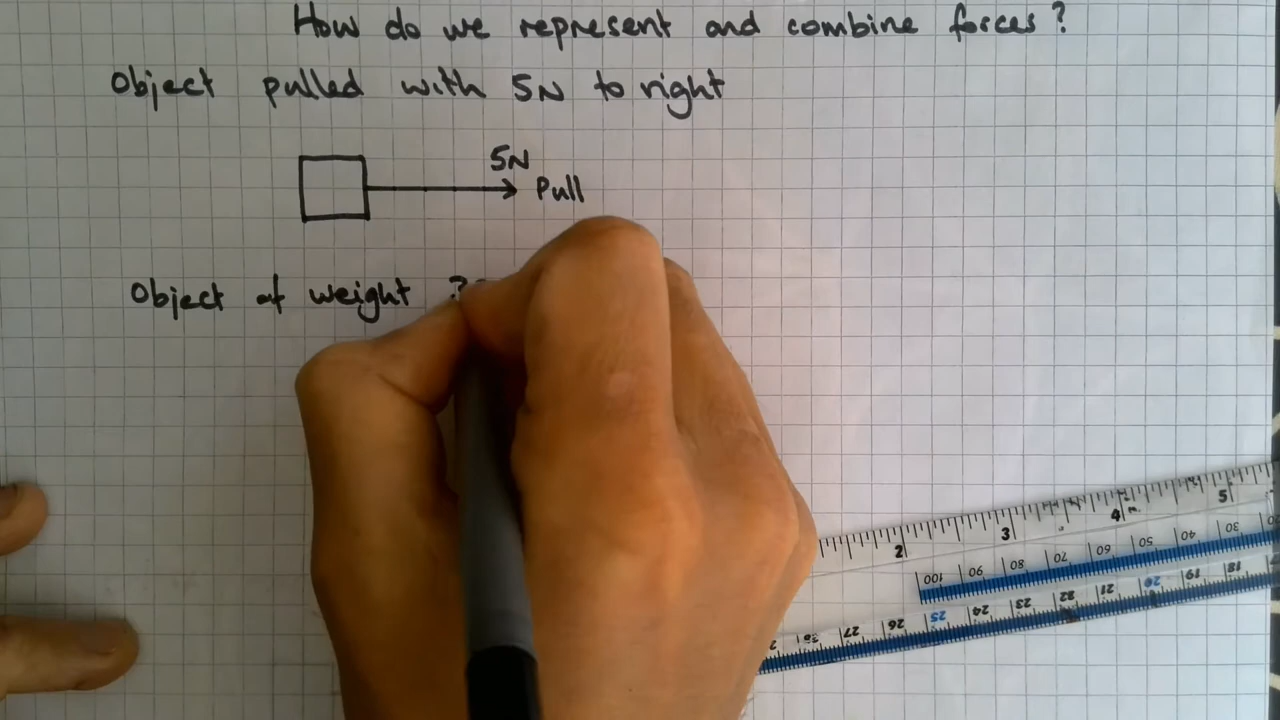 How do we represent and combine forces?
Object pulled with 5N to right
5N
Pull
Object of weight
2 3 4 5
100 90 80 70 60 50 40 30
27 26 25 24 23 22 21 20 19 18